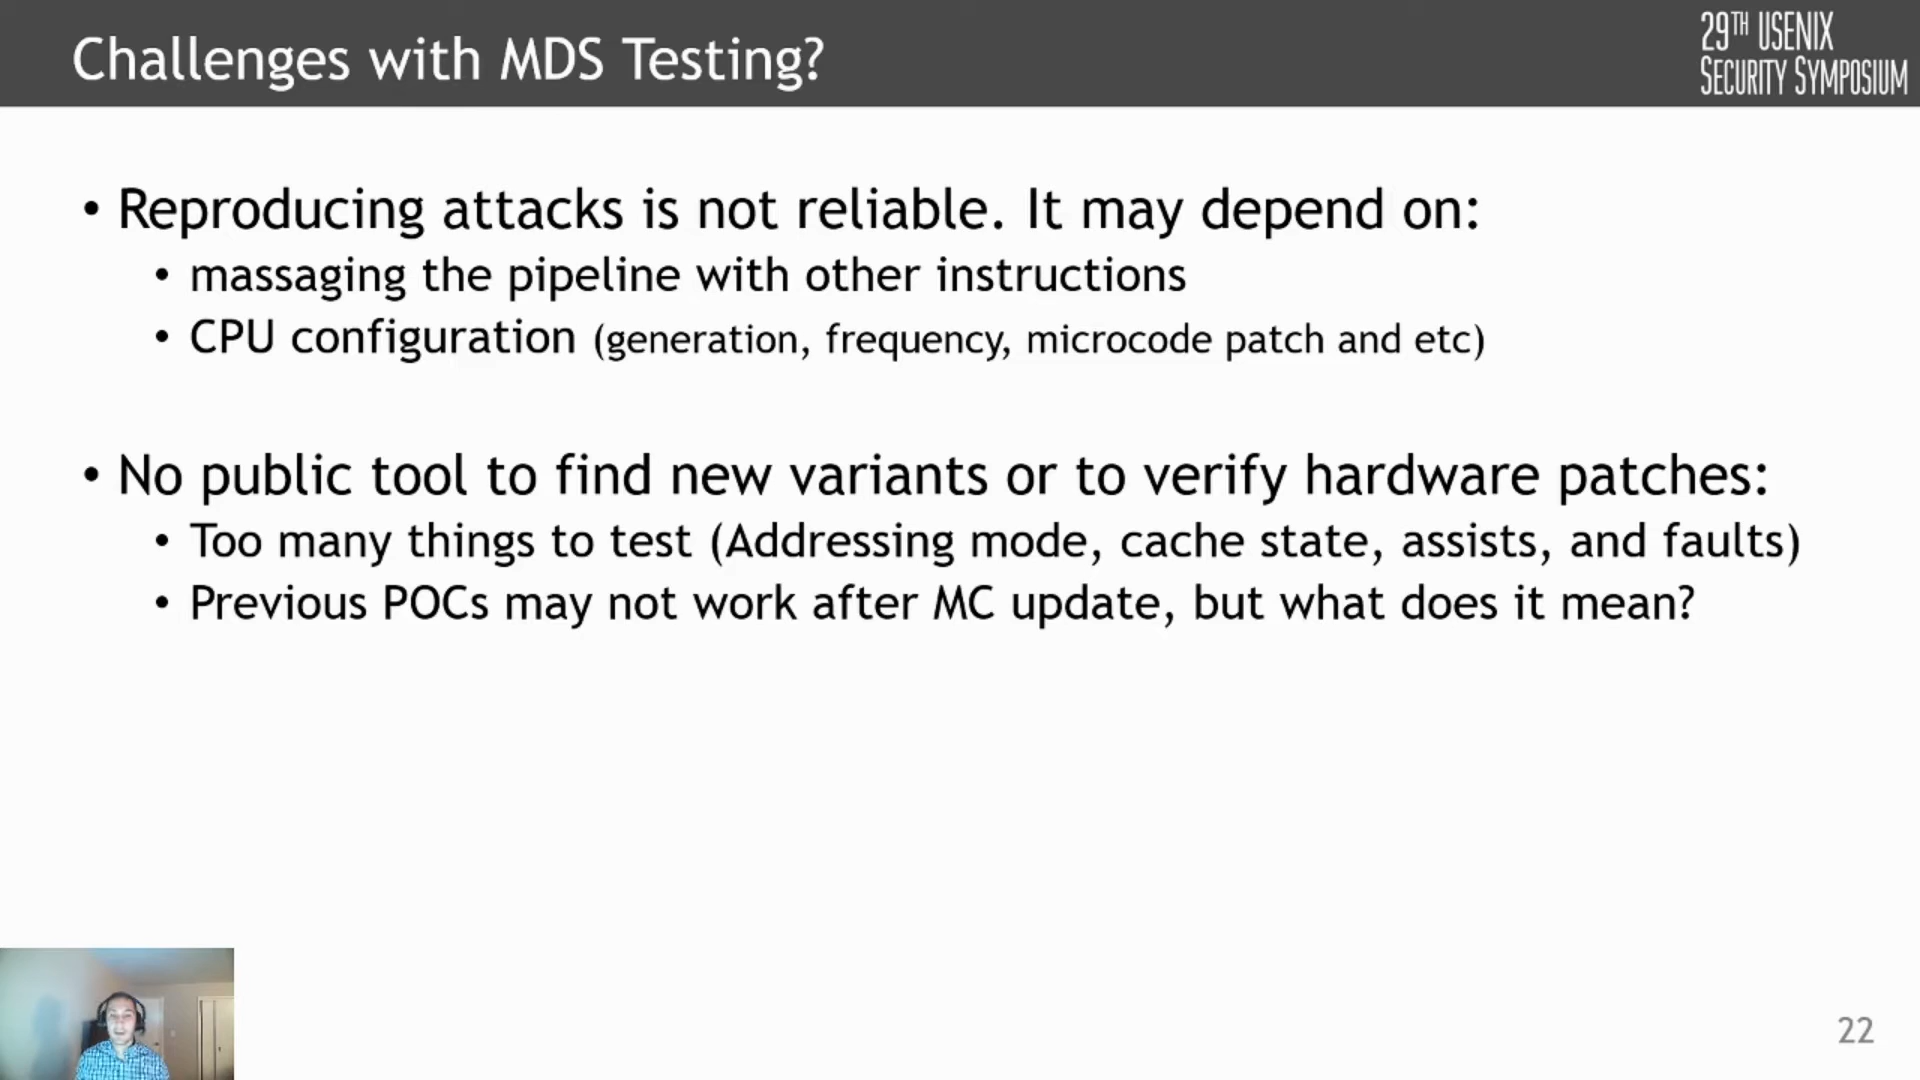 Challenges with MDS Testing?
29TH USENIX
SECURITY SYMPOSIUM
• Reproducing attacks is not reliable. It may depend on:
• massaging the pipeline with other instructions
• CPU configuration (generation, frequency, microcode patch and etc)
• No public tool to find new variants or to verify hardware patches:
• Too many things to test (Addressing mode, cache state, assists, and faults)
• Previous POCs may not work after MC update, but what does it mean?
22